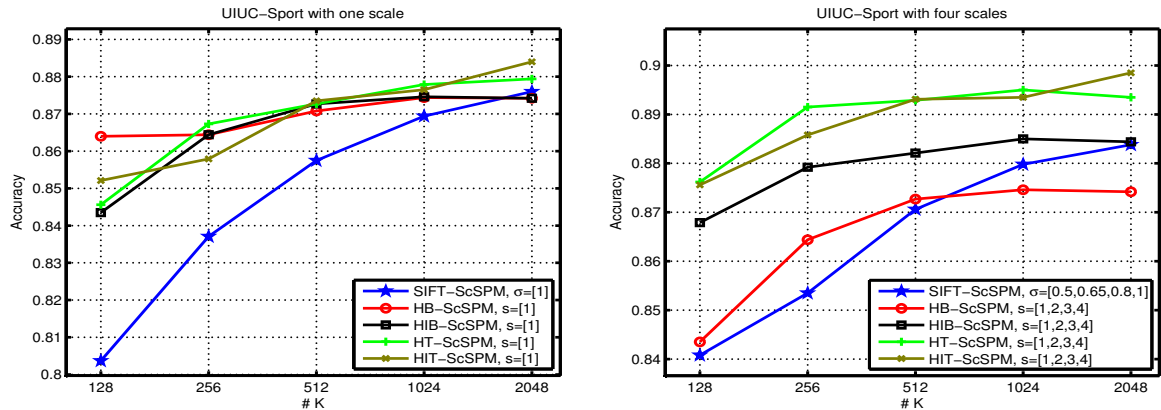 UIUC−Sport with one scale
0.89
0.88
0.87
0.86
0.85
0.84
0.83
0.82
0.81
0.8
Accuracy
128 256 512 1024 2048
# K
SIFT−ScSPM, σ=[1]
HB−ScSPM, s=[1]
HIB−ScSPM, s=[1]
HT−ScSPM, s=[1]
HIT−ScSPM, s=[1]
UIUC−Sport with four scales
0.9
0.89
0.88
0.87
0.86
0.85
0.84
Accuracy
128 256 512 1024 2048
# K
SIFT−ScSPM, σ=[0.5,0.65,0.8,1]
HB−ScSPM, s=[1,2,3,4]
HIB−ScSPM, s=[1,2,3,4]
HT−ScSPM, s=[1,2,3,4]
HIT−ScSPM, s=[1,2,3,4]